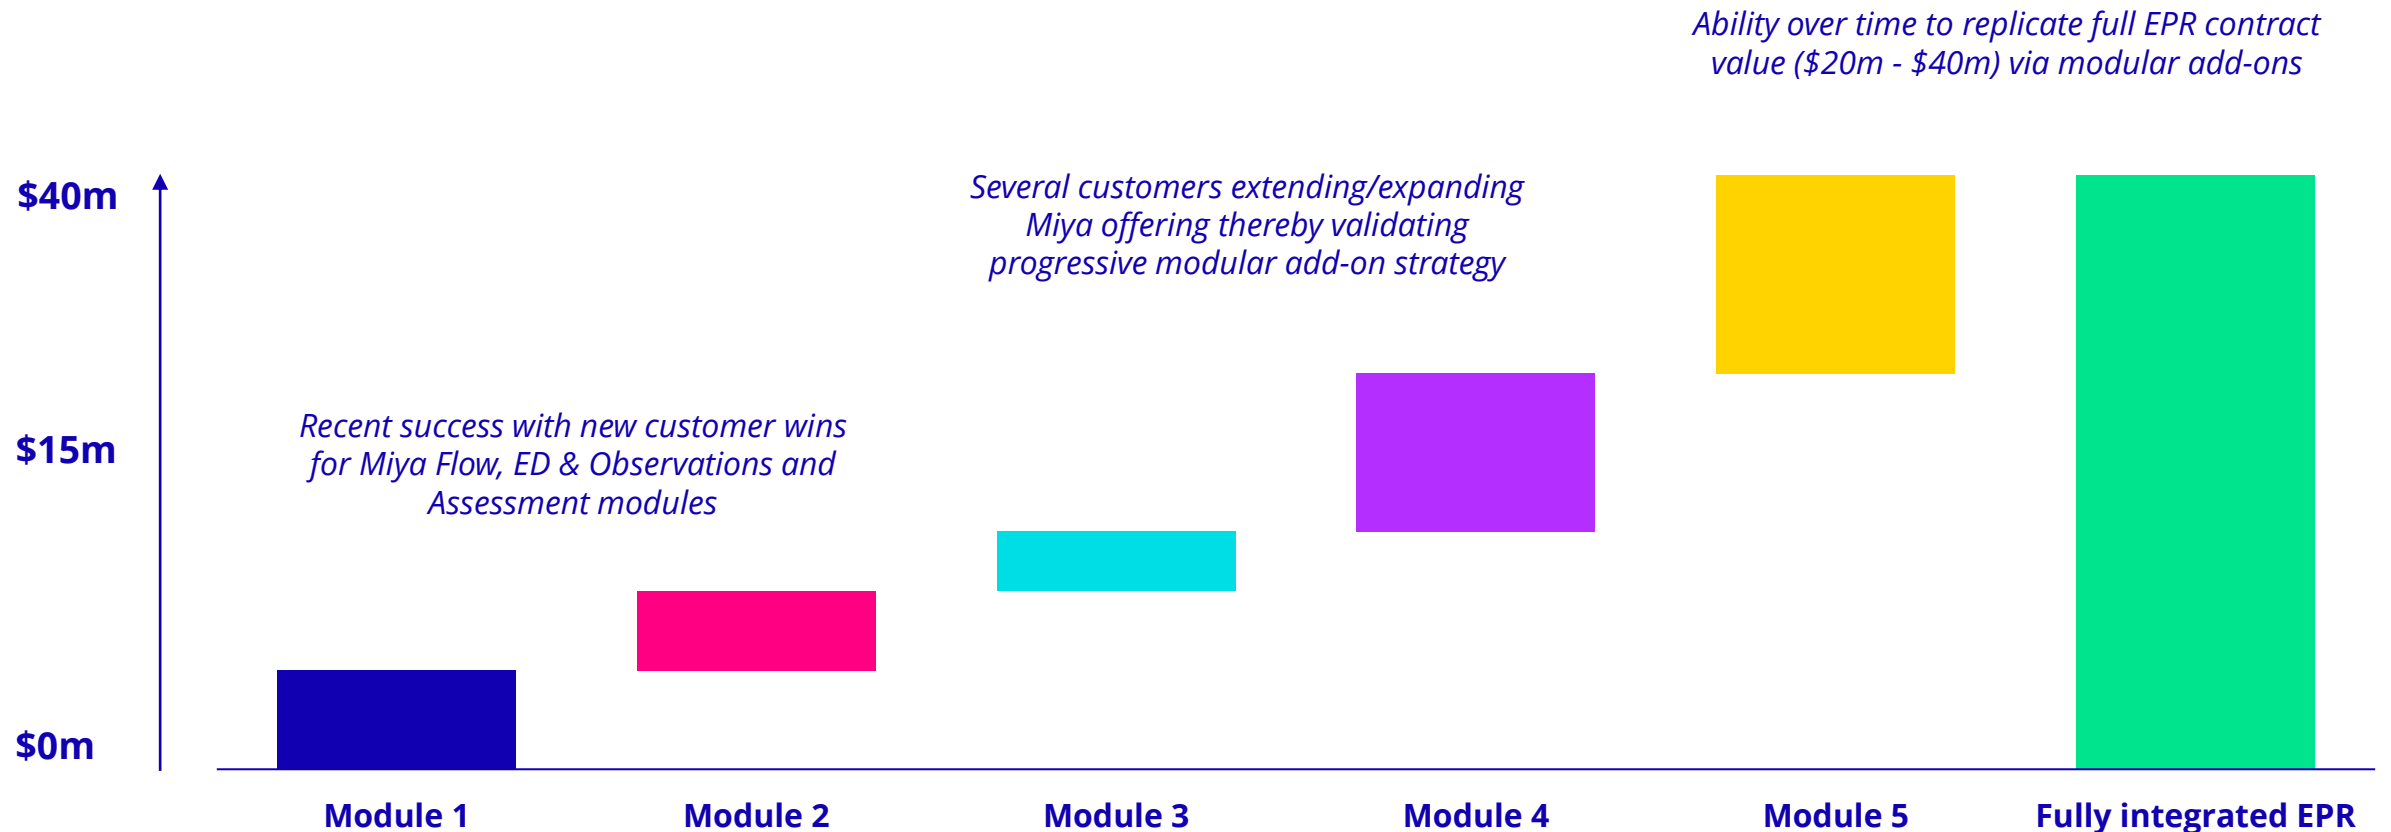 Ability over time to replicate full EPR contract
value ($20m - $40m) via modular add-ons
$40m
Several customers extending/expanding
Miya offering thereby validating
progressive modular add-on strategy
Recent success with new customer wins
for Miya Flow, ED & Observations and
Assessment modules
$15m
$0m
Module 1
Module 2
Module 3
Module 4
Module 5
Fully integrated EPR